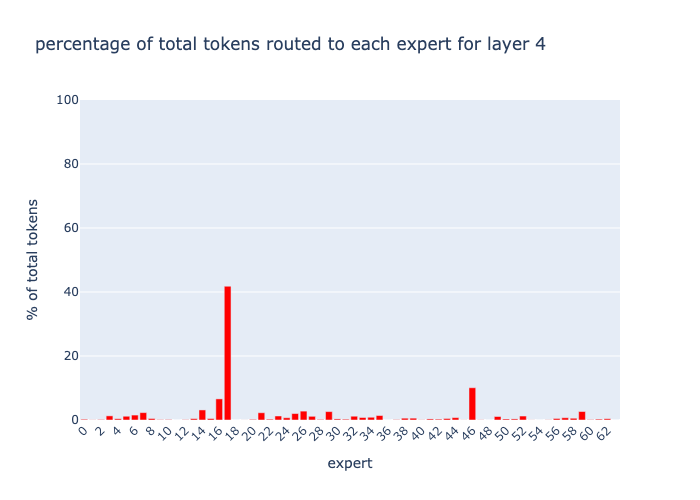 percentage of total tokens routed to each expert for layer 4
100
80
60
40
20
0
% of total tokens
0 2 4 6 8 10 12 14 16 18 20 22 24 26 28 30 32 34 36 38 40 42 44 46 48 50 52 54 56 58 60 62
expert